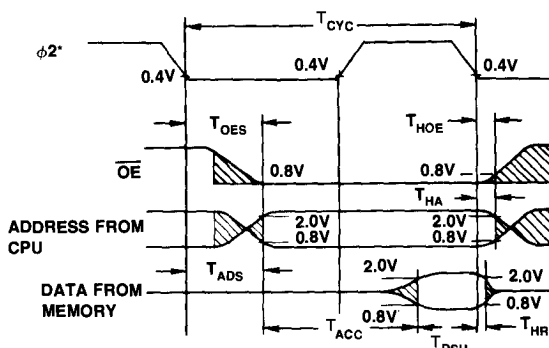 T_CYC
φ2*
0.4V 0.4V 0.4V
T_OES T_HOE
0.8V 0.8V
OE
T_HA
ADDRESS FROM CPU
2.0V 2.0V
0.8V 0.8V
T_ADS
2.0V 2.0V
DATA FROM MEMORY
0.8V 0.8V
T_ACC T_DSU T_HR